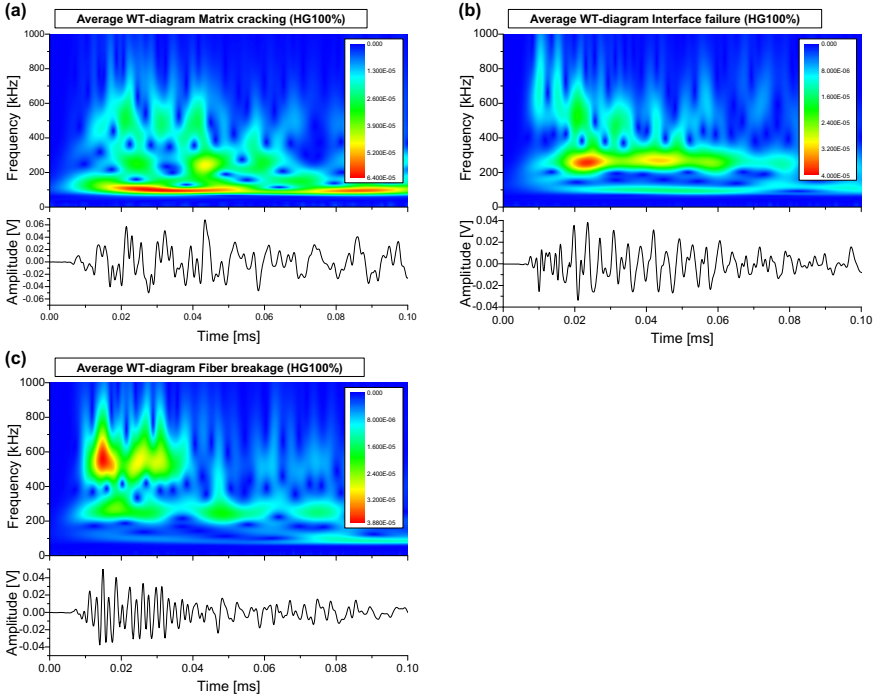 (a)
Average WT-diagram Matrix cracking (HG100%)
Frequency [kHz]
1000
800
600
400
200
0
0.000
1.300E-05
2.600E-05
3.900E-05
5.200E-05
6.400E-05
Amplitude [V]
0.06
0.04
0.02
0.00
-0.02
-0.04
-0.06
0.00 0.02 0.04 0.06 0.08 0.10
Time [ms]
(b)
Average WT-diagram Interface failure (HG100%)
Frequency [kHz]
1000
800
600
400
200
0
0.000
8.000E-06
1.600E-05
2.400E-05
3.200E-05
4.000E-05
Amplitude [V]
0.04
0.02
0.00
-0.02
-0.04
0.00 0.02 0.04 0.06 0.08 0.10
Time [ms]
(c)
Average WT-diagram Fiber breakage (HG100%)
Frequency [kHz]
1000
800
600
400
200
0
0.000
8.000E-06
1.600E-05
2.400E-05
3.200E-05
3.880E-05
Amplitude [V]
0.04
0.02
0.00
-0.02
-0.04
0.00 0.02 0.04 0.06 0.08 0.10
Time [ms]